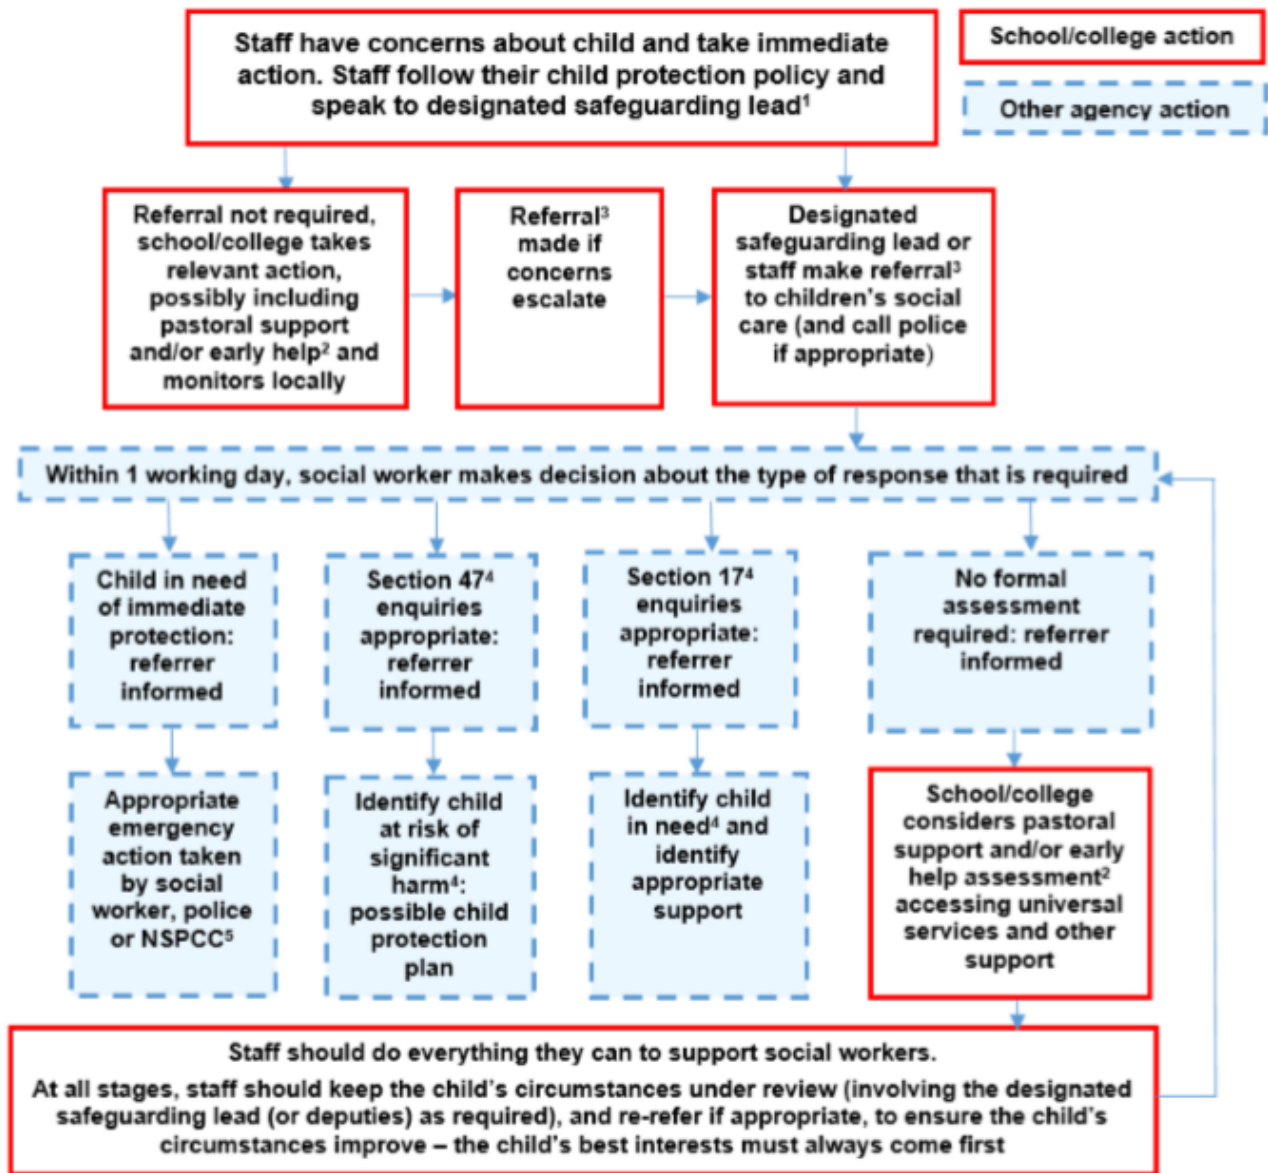 Staff have concerns about child and take immediate
action. Staff follow their child protection policy and
speak to designated safeguarding lead¹
School/college action
Other agency action
Referral not required,
school/college takes
relevant action,
possibly including
pastoral support
and/or early help² and
monitors locally
Referral³
made if
concerns
escalate
Designated
safeguarding lead or
staff make referral³
to children's social
care (and call police
if appropriate)
Within 1 working day, social worker makes decision about the type of response that is required
Child in need
of immediate
protection:
referrer
informed
Section 47⁴
enquiries
appropriate:
referrer
informed
Section 17⁴
enquiries
appropriate:
referrer
informed
No formal
assessment
required: referrer
informed
Appropriate
emergency
action taken
by social
worker, police
or NSPCC⁵
Identify child
at risk of
significant
harm⁴:
possible child
protection
plan
Identify child
in need⁴ and
identify
appropriate
support
School/college
considers pastoral
support and/or early
help assessment²
accessing universal
services and other
support
Staff should do everything they can to support social workers.
At all stages, staff should keep the child's circumstances under review (involving the designated
safeguarding lead (or deputies) as required), and re-refer if appropriate, to ensure the child's
circumstances improve – the child's best interests must always come first